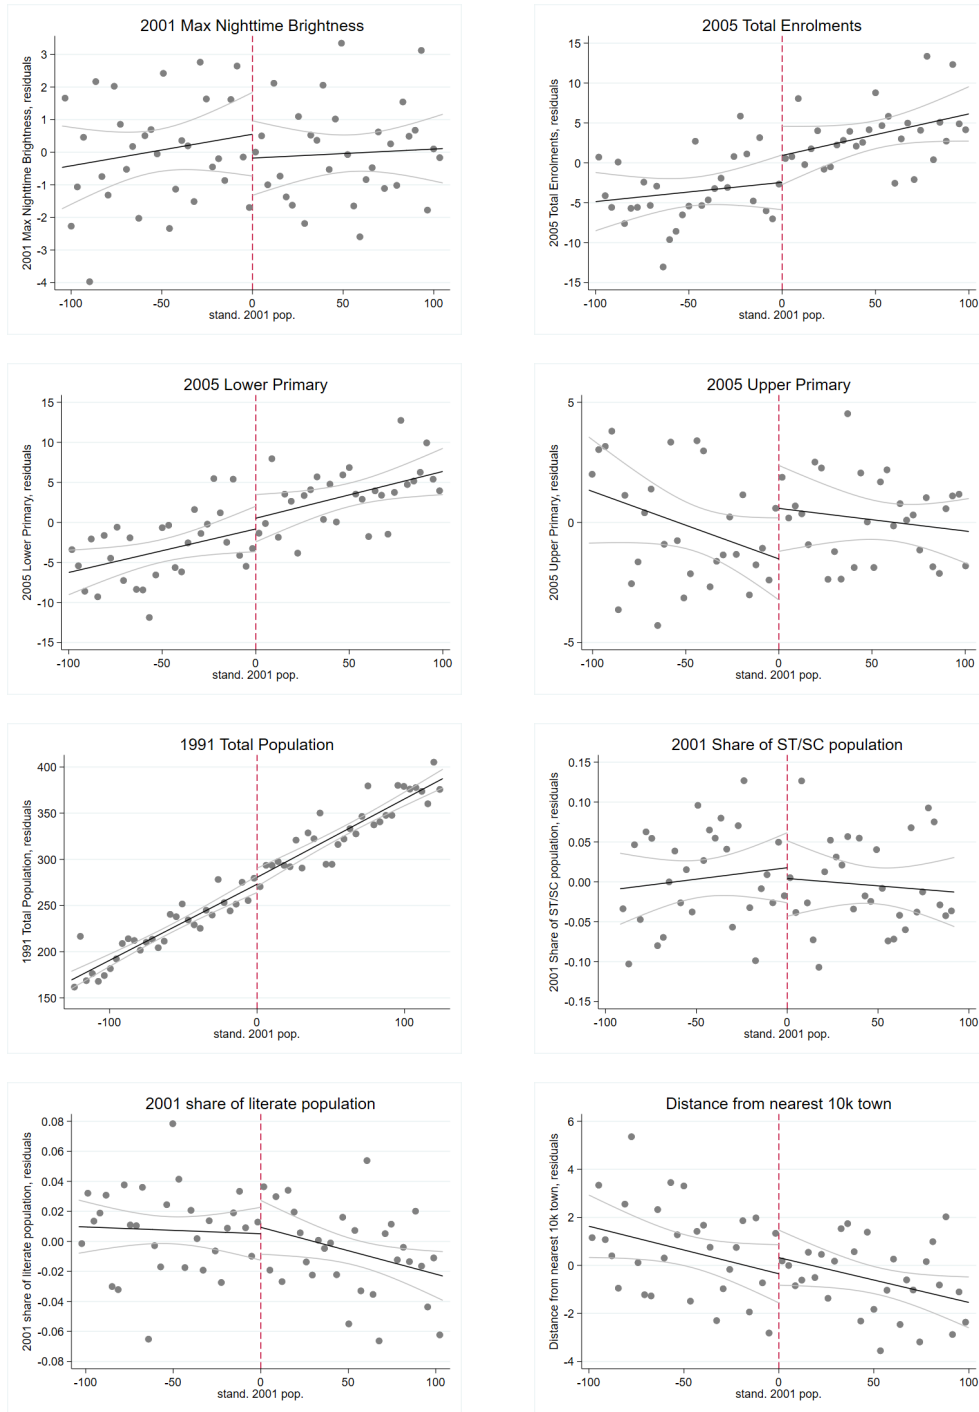 2001 Max Nighttime Brightness
2001 Max Nighttime Brightness, residuals
3
2
1
0
-1
-2
-3
-4
-100 -50 0 50 100
stand. 2001 pop.
2005 Total Enrolments
2005 Total Enrolments, residuals
15
10
5
0
-5
-10
-15
-100 -50 0 50 100
stand. 2001 pop.
2005 Lower Primary
2005 Lower Primary, residuals
15
10
5
0
-5
-10
-15
-100 -50 0 50 100
stand. 2001 pop.
2005 Upper Primary
2005 Upper Primary, residuals
5
0
-5
-100 -50 0 50 100
stand. 2001 pop.
1991 Total Population
1991 Total Population, residuals
400
350
300
250
200
150
-100 0 100
stand. 2001 pop.
2001 Share of ST/SC population
2001 Share of ST/SC population, residuals
0.15
0.10
0.05
0.00
-0.05
-0.10
-0.15
-100 -50 0 50 100
stand. 2001 pop.
2001 share of literate population
2001 share of literate population, residuals
0.08
0.06
0.04
0.02
0.00
-0.02
-0.04
-0.06
-0.08
-100 -50 0 50 100
stand. 2001 pop.
Distance from nearest 10k town
Distance from nearest 10k town, residuals
6
4
2
0
-2
-4
-100 -50 0 50 100
stand. 2001 pop.